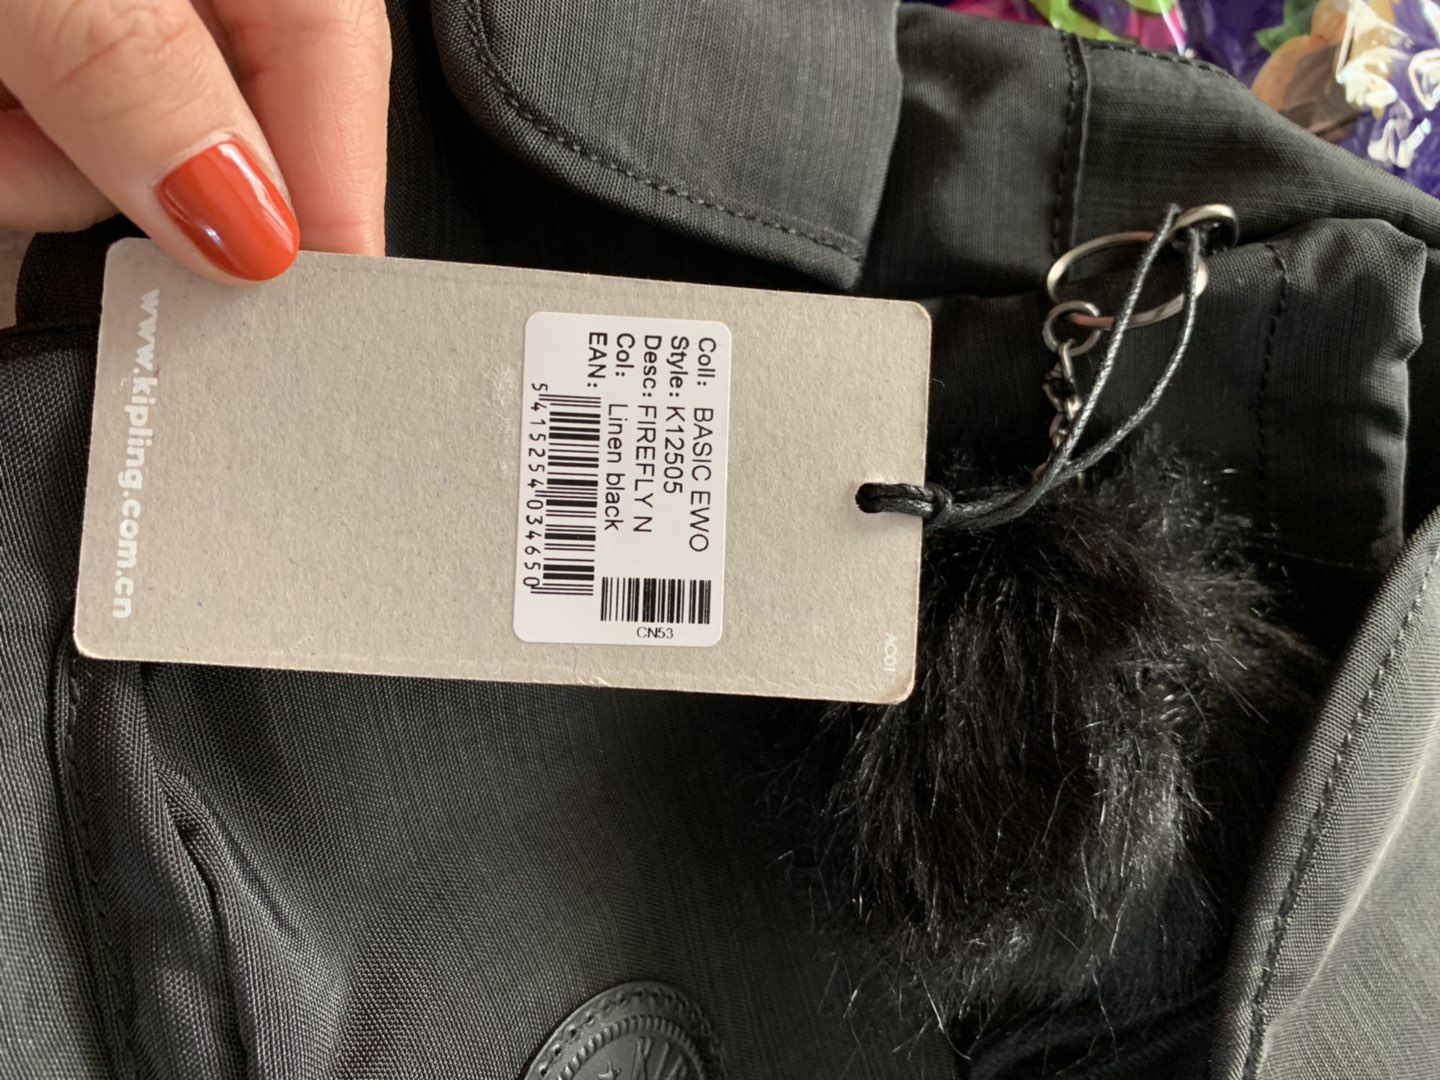 www.kipling.com.cn
Coll: BASIC EWO
Style: K12505
Desc: FIREFLY N
Col: Linen black
EAN:
5415254034650
CN53
AC01